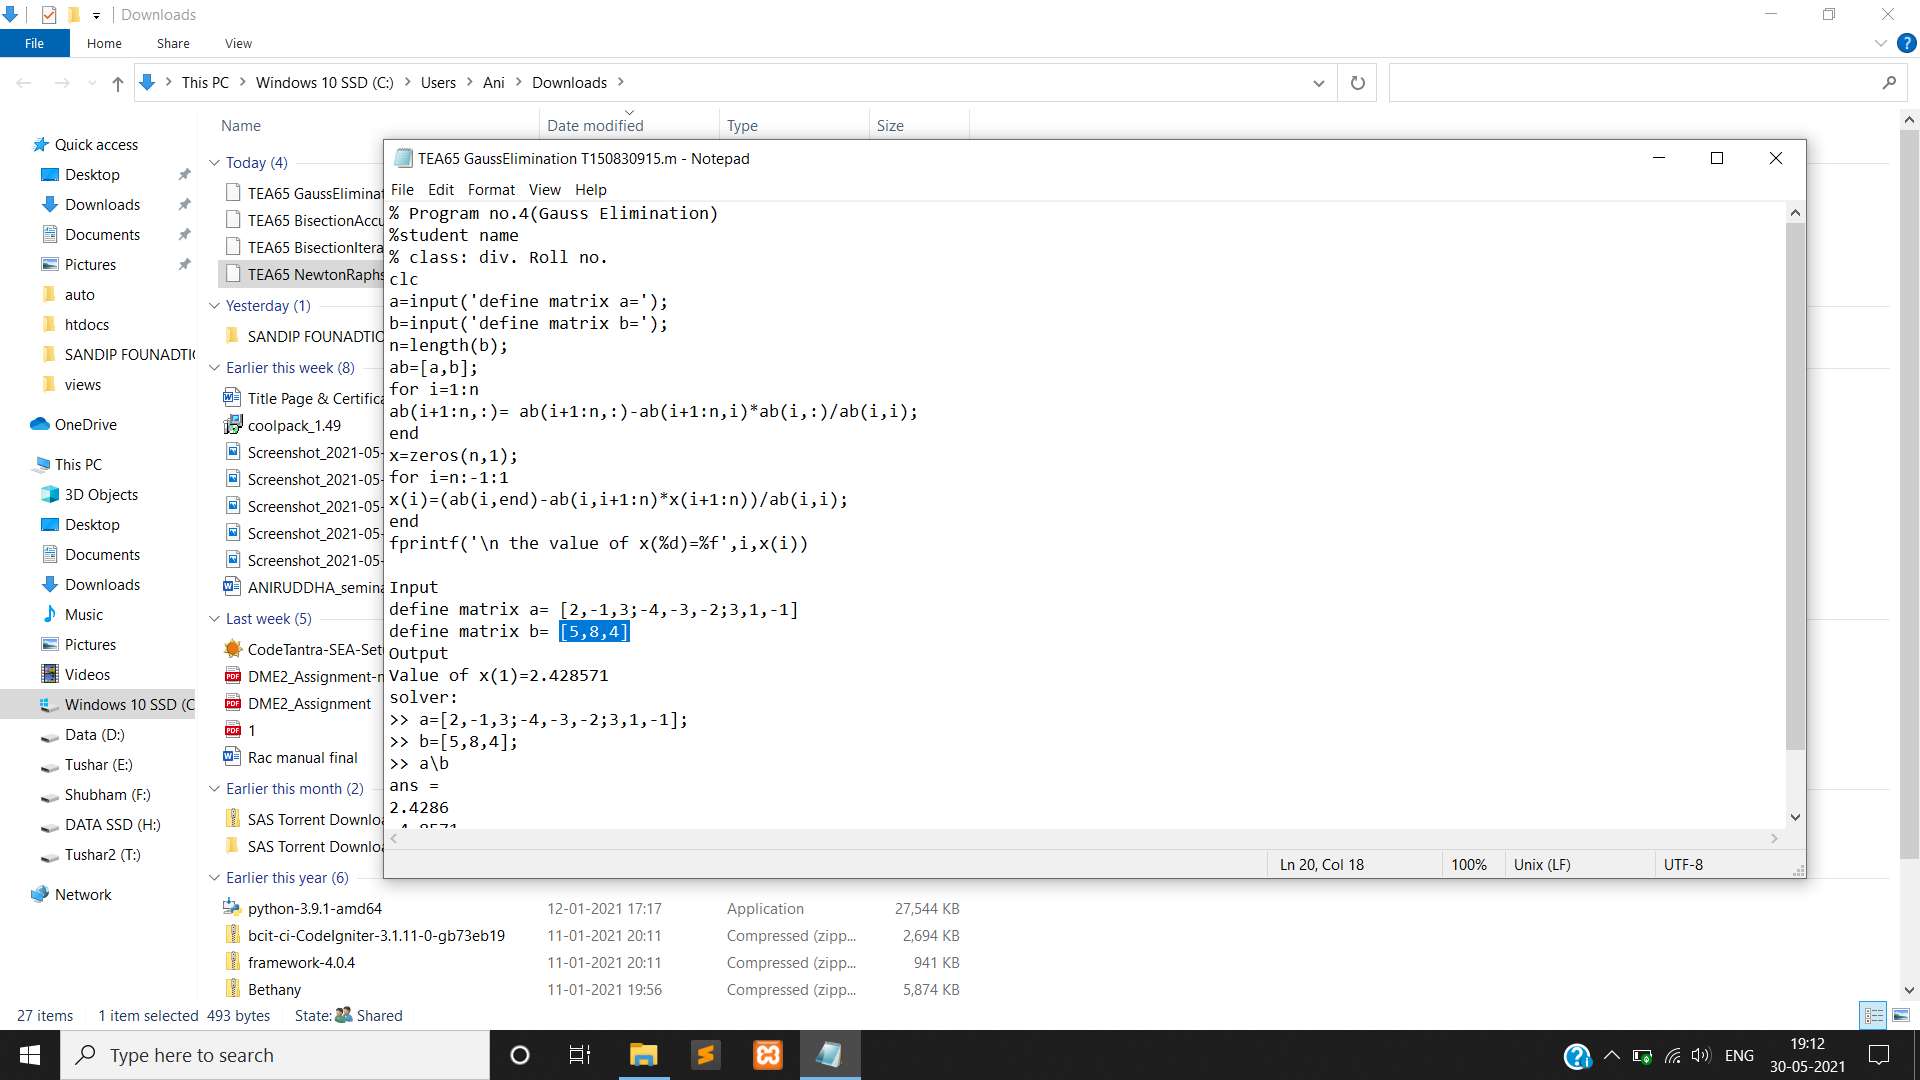 Downloads
File Home Share View
This PC Windows 10 SSD (C:) Users Ani Downloads
Name Date modified Type Size
Quick access
Desktop
Downloads
Documents
Pictures
auto
htdocs
SANDIP FOUNADTIO
views
OneDrive
This PC
3D Objects
Desktop
Documents
Downloads
Music
Pictures
Videos
Windows 10 SSD (C
Data (D:)
Tushar (E:)
Shubham (F:)
DATA SSD (H:)
Tushar2 (T:)
Network
Today (4)
TEA65 GaussEliminat
TEA65 BisectionAccu
TEA65 BisectionItera
TEA65 NewtonRaphs
Yesterday (1)
SANDIP FOUNADTIO
Earlier this week (8)
Title Page & Certifica
coolpack_1.49
Screenshot_2021-05-
Screenshot_2021-05-
Screenshot_2021-05-
Screenshot_2021-05-
Screenshot_2021-05-
ANIRUDDHA_semina
Last week (5)
CodeTantra-SEA-Set
DME2_Assignment-m
DME2_Assignment
1
Rac manual final
Earlier this month (2)
SAS Torrent Downloa
SAS Torrent Downloa
Earlier this year (6)
python-3.9.1-amd64 12-01-2021 17:17 Application 27,544 KB
bcit-ci-CodeIgniter-3.1.11-0-gb73eb19 11-01-2021 20:11 Compressed (zipp... 2,694 KB
framework-4.0.4 11-01-2021 20:11 Compressed (zipp... 941 KB
Bethany 11-01-2021 19:56 Compressed (zipp... 5,874 KB
TEA65 GaussElimination T150830915.m - Notepad
File Edit Format View Help
% Program no.4(Gauss Elimination)
%student name
% class: div. Roll no.
clc
a=input('define matrix a=');
b=input('define matrix b=');
n=length(b);
ab=[a,b];
for i=1:n
ab(i+1:n,:)= ab(i+1:n,:)-ab(i+1:n,i)*ab(i,:)/ab(i,i);
end
x=zeros(n,1);
for i=n:-1:1
x(i)=(ab(i,end)-ab(i,i+1:n)*x(i+1:n))/ab(i,i);
end
fprintf('\n the value of x(%d)=%f',i,x(i))
Input
define matrix a= [2,-1,3;-4,-3,-2;3,1,-1]
define matrix b= [5,8,4]
Output
Value of x(1)=2.428571
solver:
>> a=[2,-1,3;-4,-3,-2;3,1,-1];
>> b=[5,8,4];
>> a\b
ans =
2.4286
-4.8571
Ln 20, Col 18 100% Unix (LF) UTF-8
27 items 1 item selected 493 bytes State: Shared
Type here to search
ENG
19:12
30-05-2021